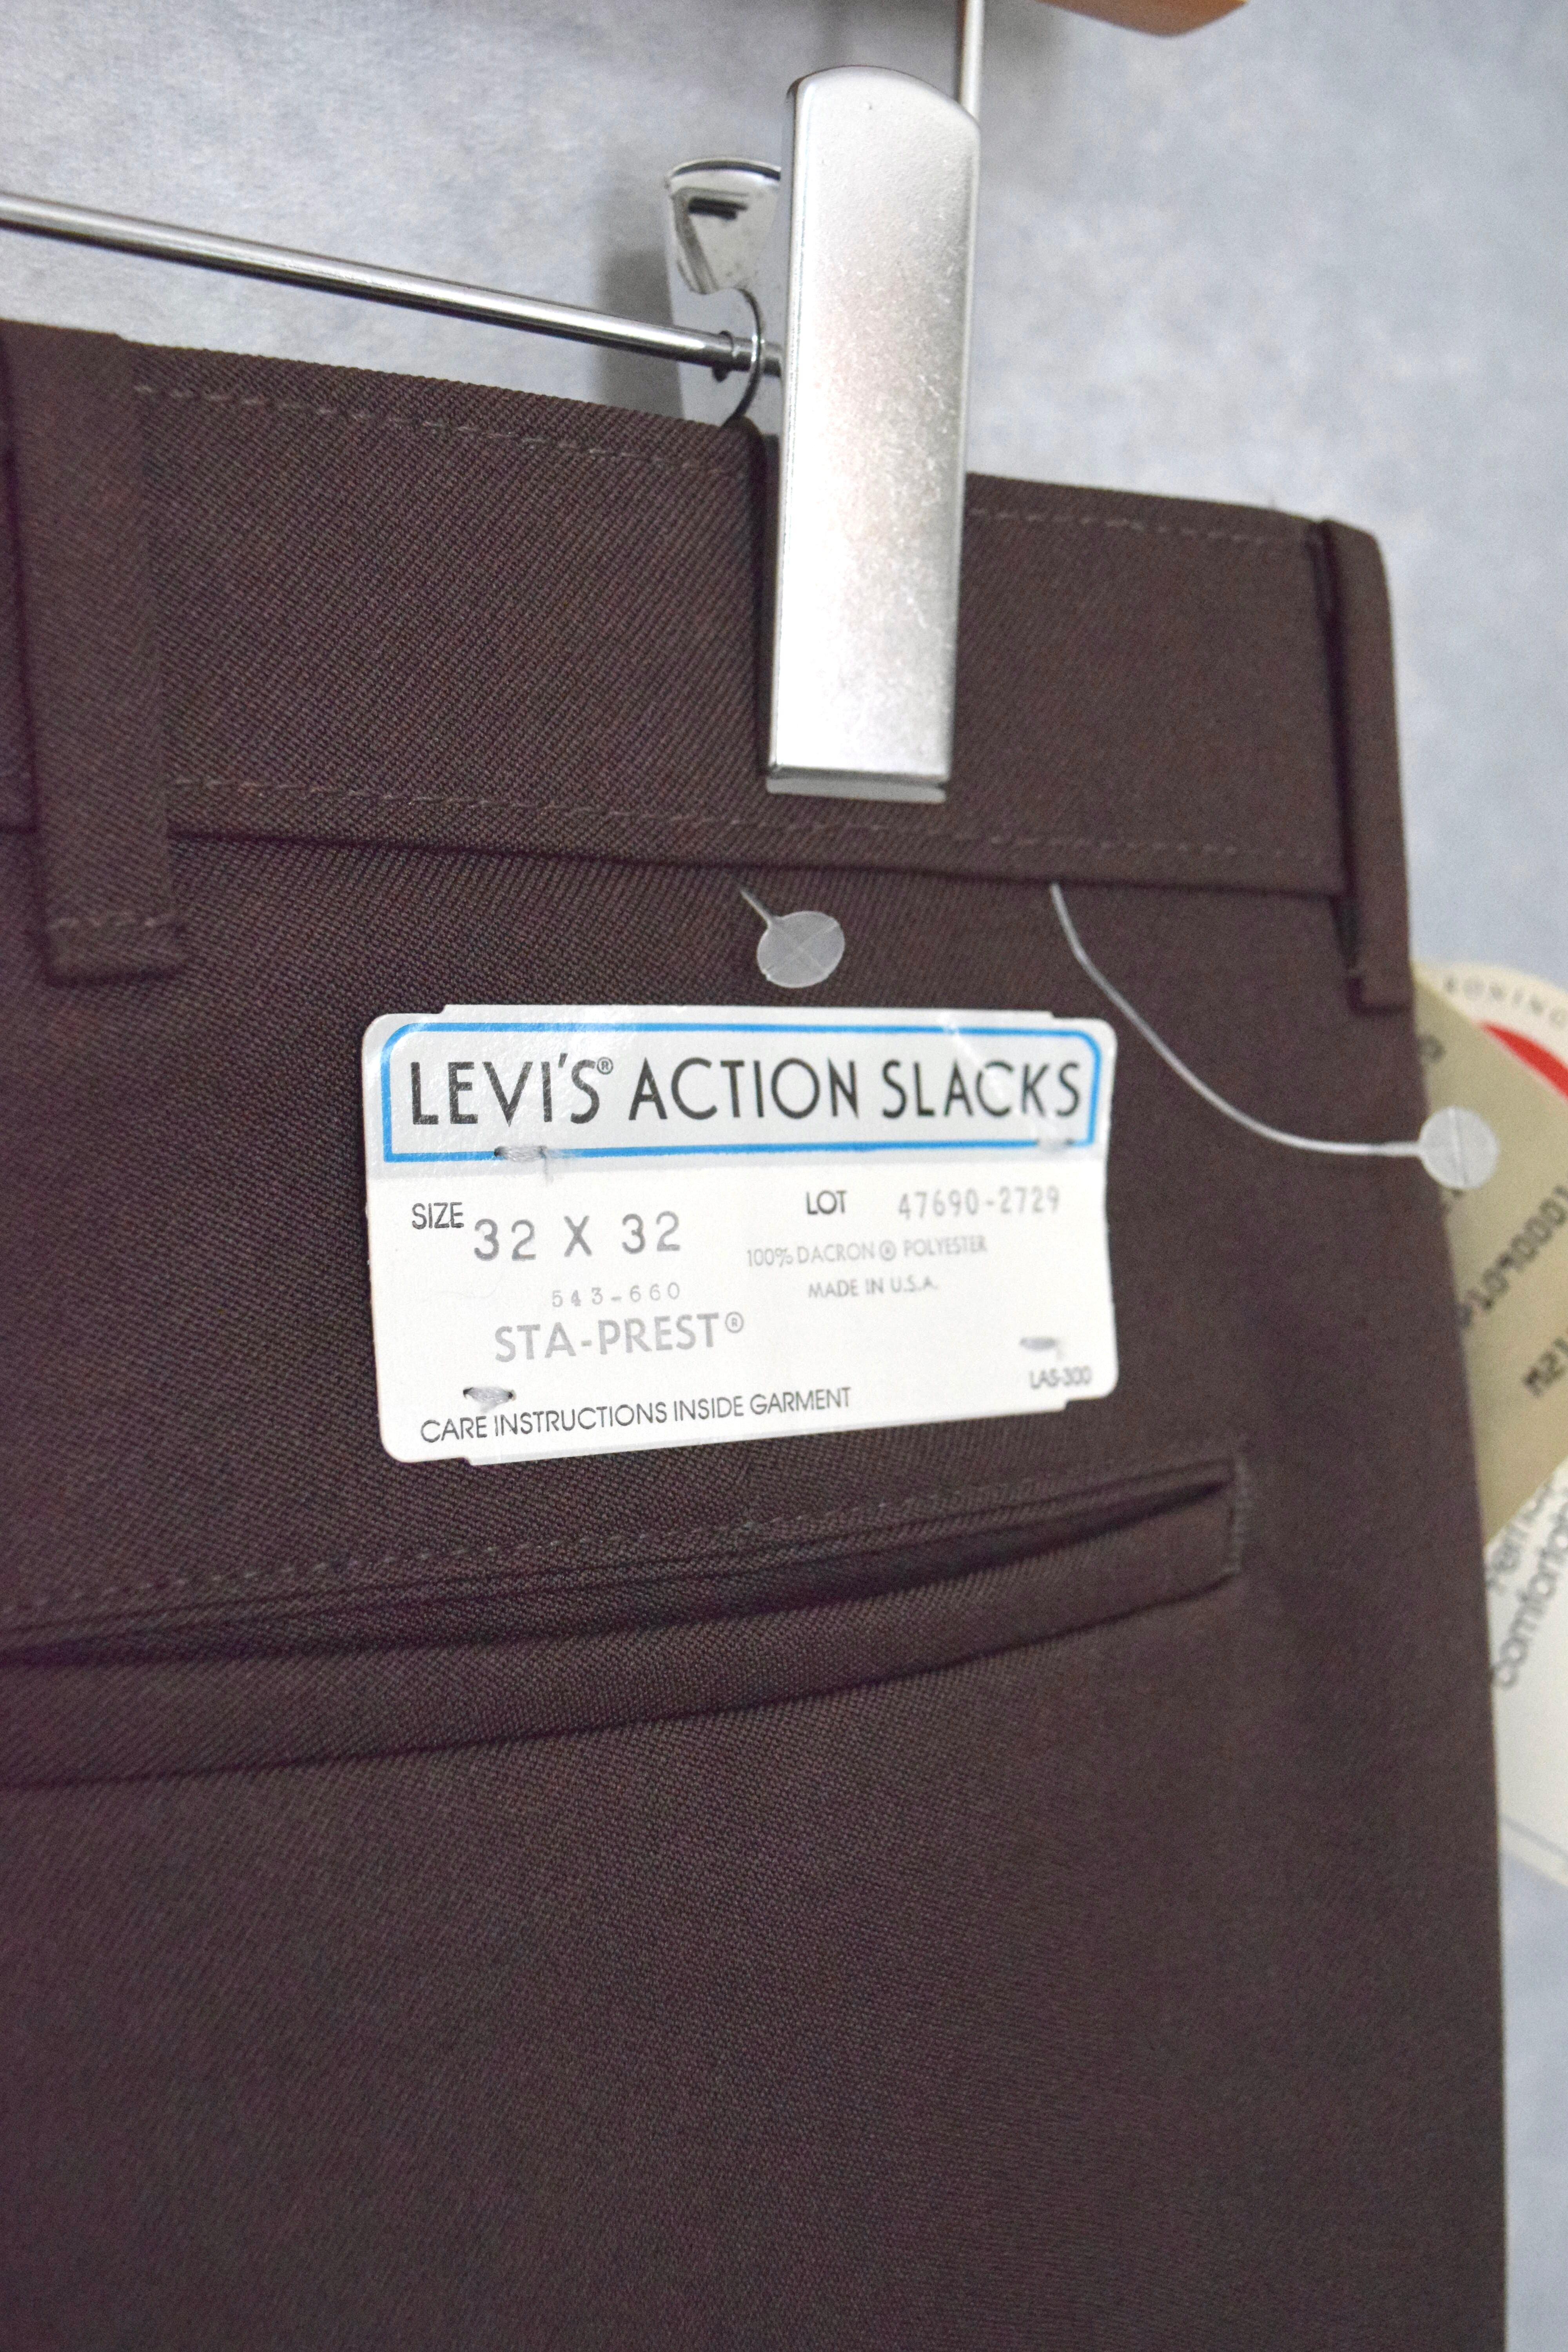 LEVI'S® ACTION SLACKS
SIZE 32 X 32
LOT 47690-2729
100% DACRON® POLYESTER
MADE IN U.S.A.
543-660
STA-PREST®
LAS-300
CARE INSTRUCTIONS INSIDE GARMENT